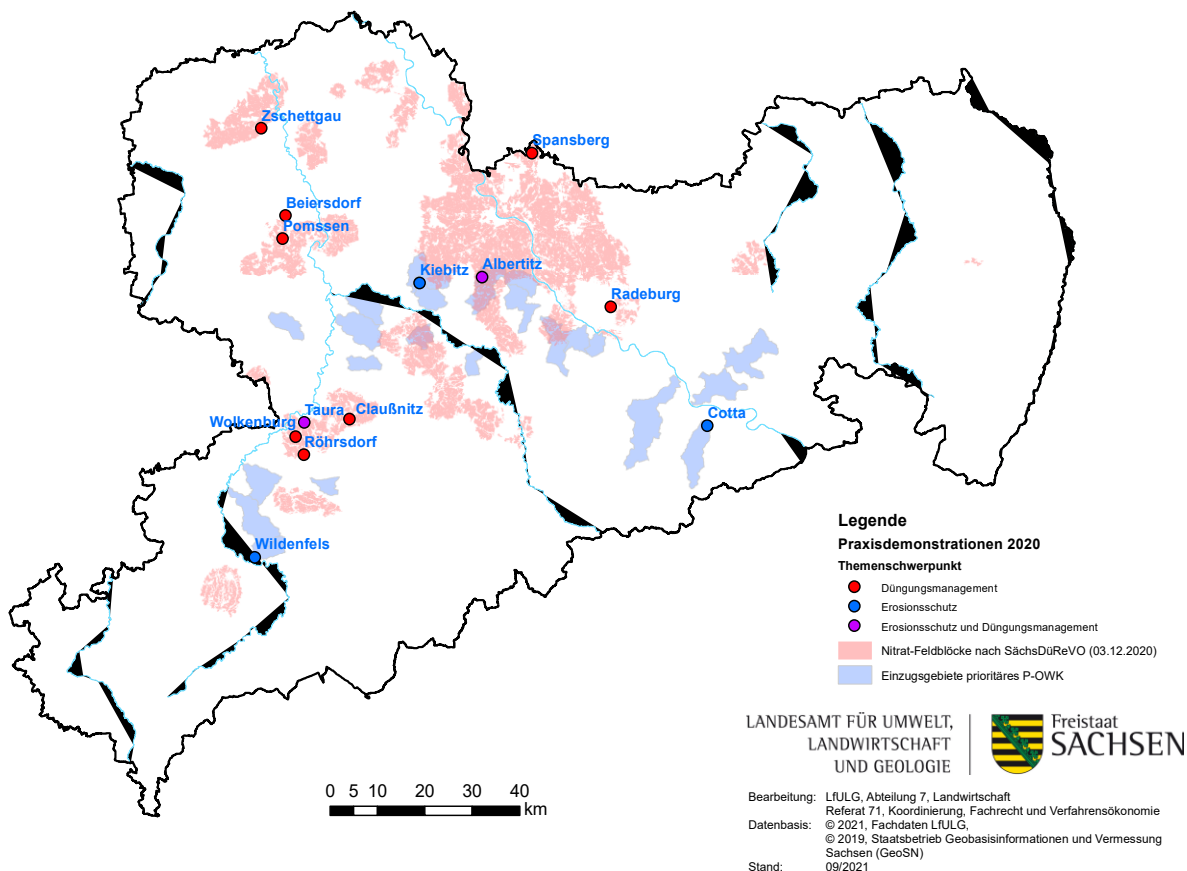 Zschettgau
Spansberg
Beiersdorf
Pomssen
Kiebitz
Albertitz
Radeburg
Taura
Claußnitz
Wolkenburg
Röhrsdorf
Cotta
Wildenfels
Legende
Praxisdemonstrationen 2020
Themenschwerpunkt
Düngungsmanagement
Erosionsschutz
Erosionsschutz und Düngungsmanagement
Nitrat-Feldblöcke nach SächsDüReVO (03.12.2020)
Einzugsgebiete prioritäres P-OWK
LANDESAMT FÜR UMWELT,
LANDWIRTSCHAFT
UND GEOLOGIE
Freistaat
SACHSEN
0 5 10 20 30 40
km
Bearbeitung: LfULG, Abteilung 7, Landwirtschaft
Referat 71, Koordinierung, Fachrecht und Verfahrensökonomie
Datenbasis: © 2021, Fachdaten LfULG,
© 2019, Staatsbetrieb Geobasisinformationen und Vermessung
Sachsen (GeoSN)
Stand: 09/2021